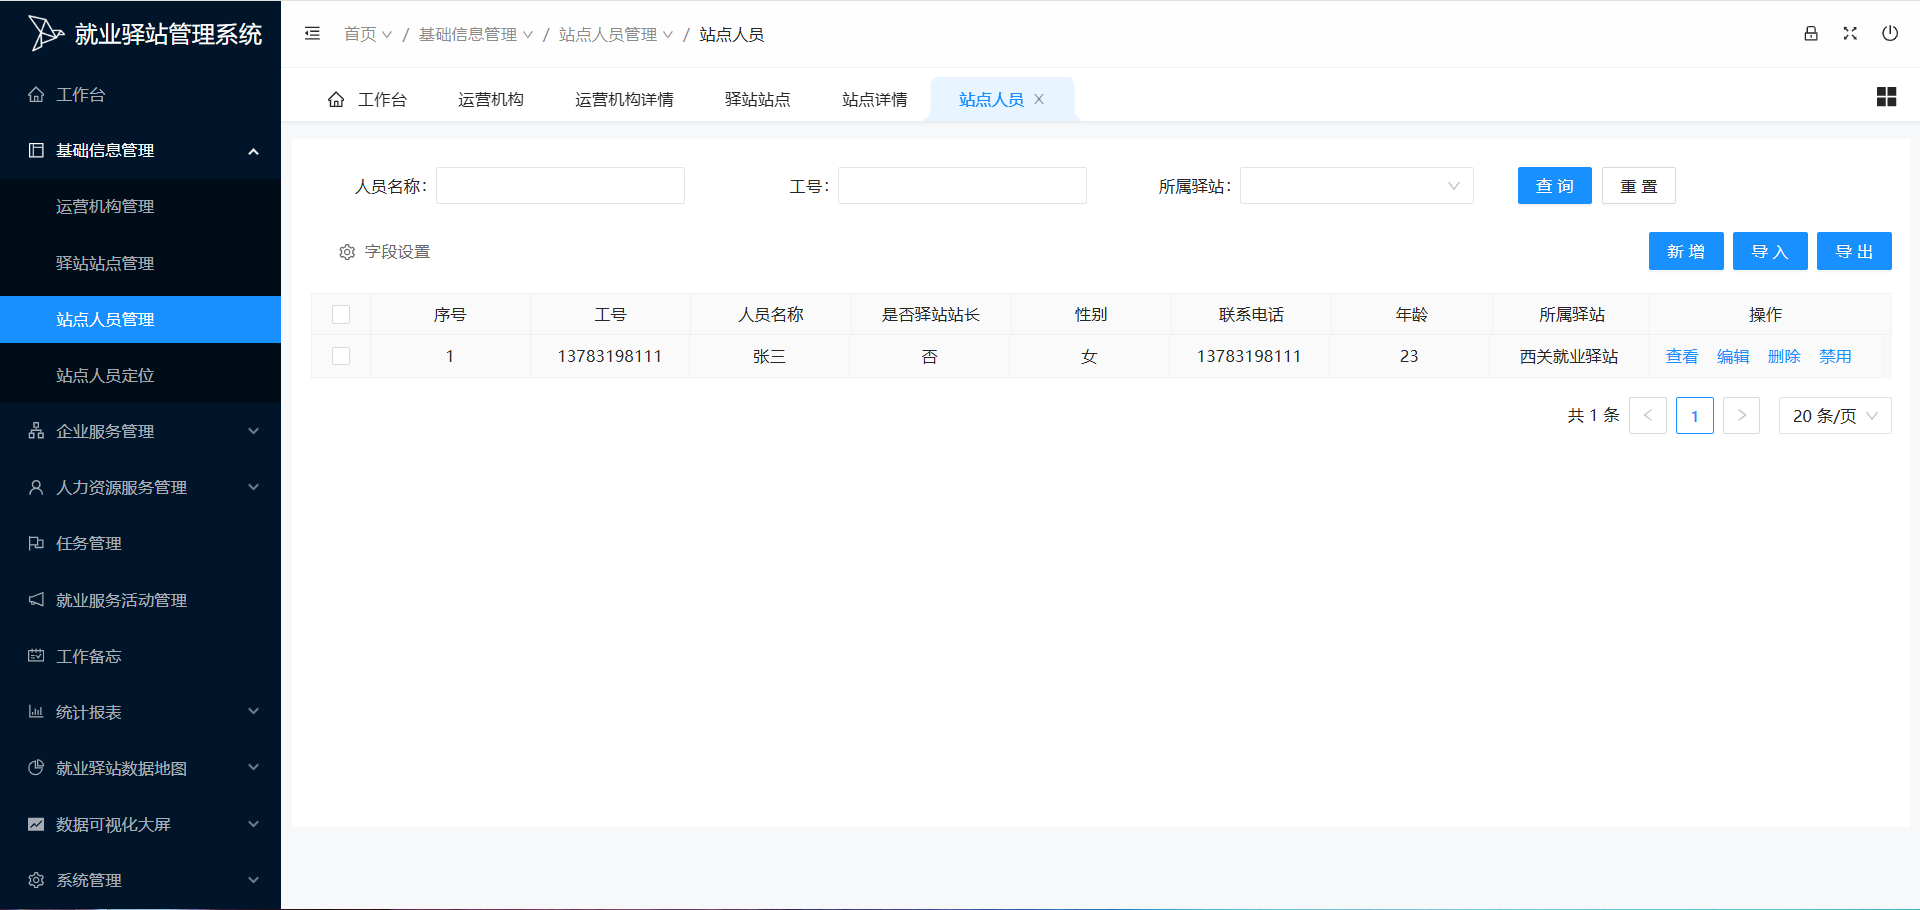 就业驿站管理系统
首页 / 基础信息管理 / 站点人员管理 / 站点人员
工作台
基础信息管理
运营机构管理
驿站站点管理
站点人员管理
站点人员定位
企业服务管理
人力资源服务管理
任务管理
就业服务活动管理
工作备忘
统计报表
就业驿站数据地图
数据可视化大屏
系统管理
工作台 运营机构 运营机构详情 驿站站点 站点详情 站点人员
人员名称: 工号: 所属驿站: 查 询 重 置
字段设置 新 增 导 入 导 出
序号 工号 人员名称 是否驿站站长 性别 联系电话 年龄 所属驿站 操作
1 13783198111 张三 否 女 13783198111 23 西关就业驿站 查看 编辑 删除 禁用
共 1 条 < 1 > 20 条/页